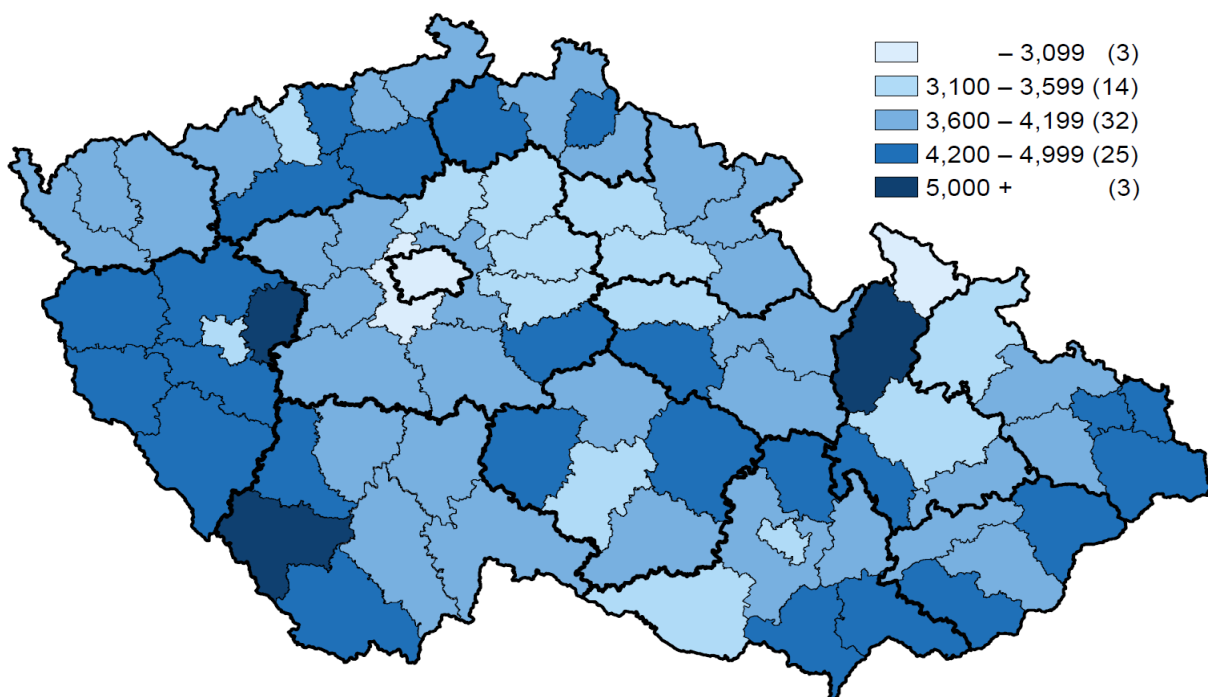 – 3,099 (3)
3,100 – 3,599 (14)
3,600 – 4,199 (32)
4,200 – 4,999 (25)
5,000 + (3)